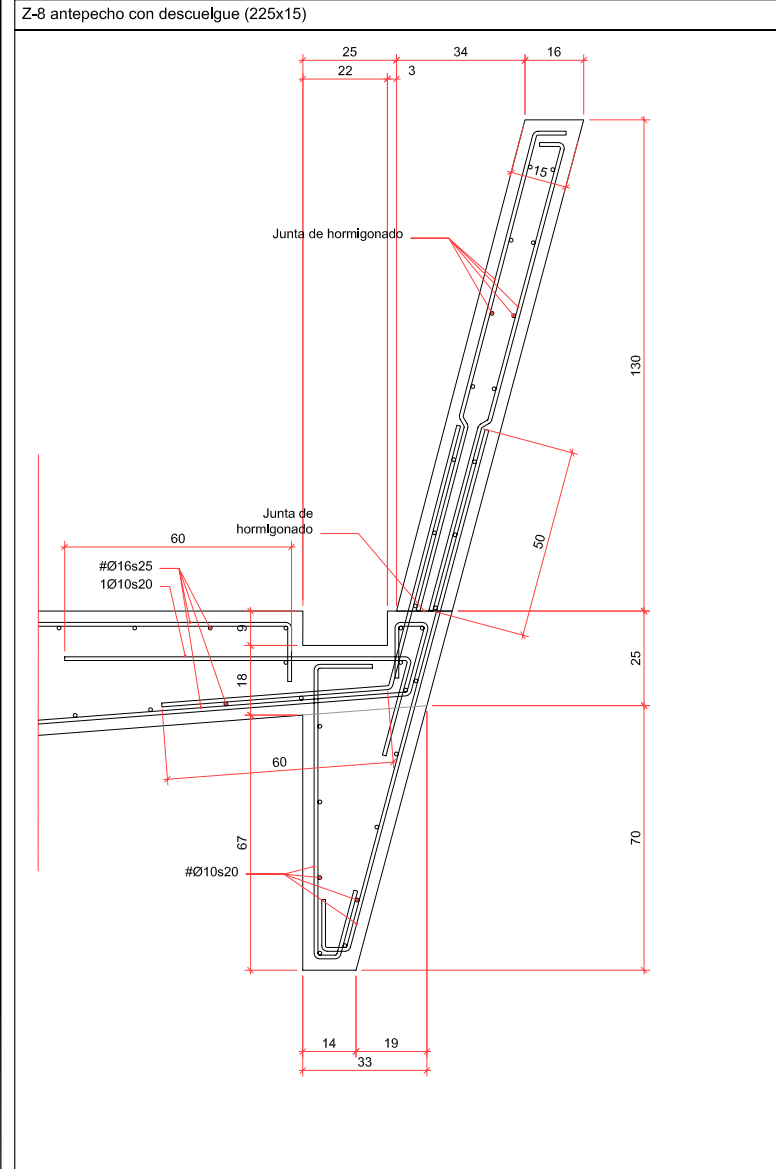 Z-8 antepecho con descuelgue (225x15)
25
34
16
22
3
15
Junta de hormigonado
130
50
Junta de
hormigonado
60
#Ø16s25
1Ø10s20
9
18
25
60
67
70
#Ø10s20
14
19
33